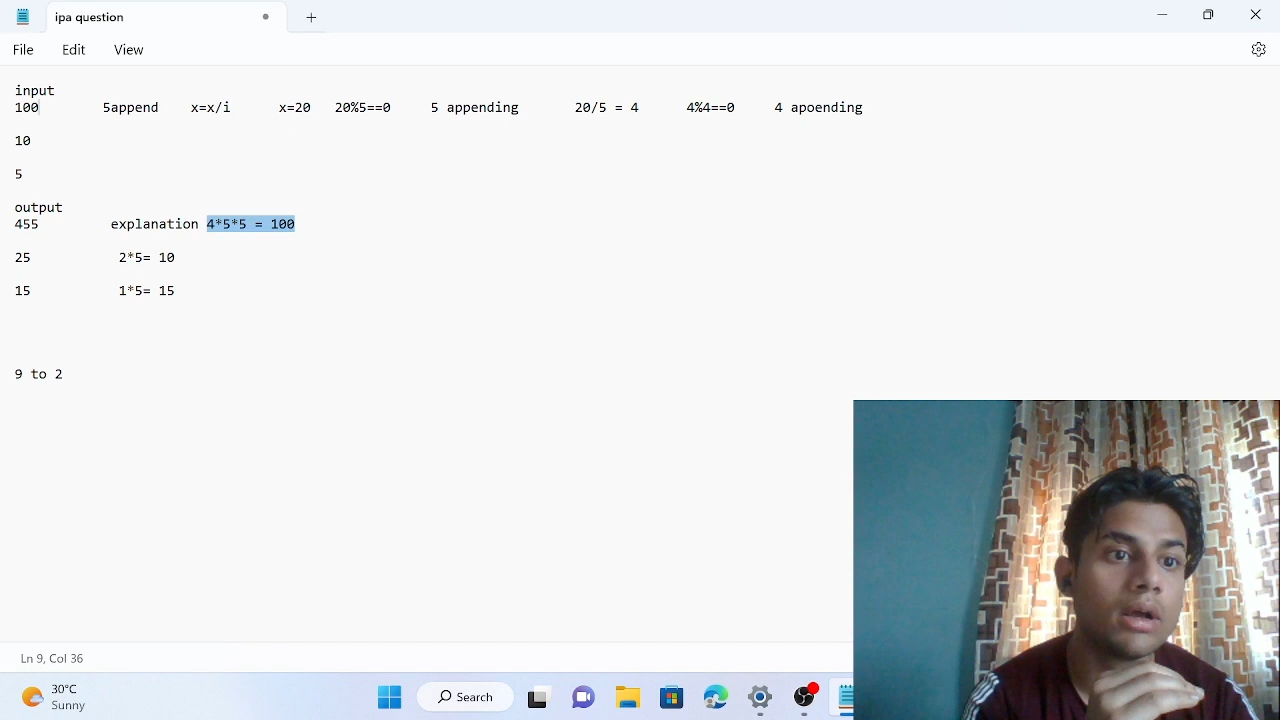 ipa question
File Edit View
input
100 5append x=x/i x=20 20%5==0 5 appending 20/5 = 4 4%4==0 4 apoending
10
5
output
455 explanation 4*5*5 = 100
25 2*5= 10
15 1*5= 15
9 to 2
Ln 9, Col 36
30°C
Sunny
Search